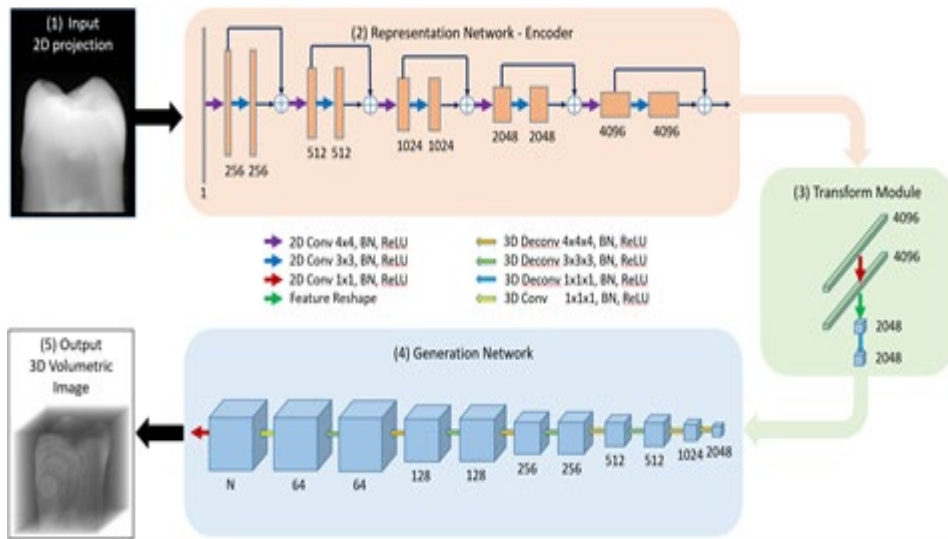 (1) Input
2D projection
(2) Representation Network - Encoder
1
256 256
512 512
1024 1024
2048 2048
4096 4096
(3) Transform Module
4096
4096
2048
2048
2D Conv 4x4, BN, ReLU
2D Conv 3x3, BN, ReLU
2D Conv 1x1, BN, ReLU
Feature Reshape
3D Deconv 4x4x4, BN, ReLU
3D Deconv 3x3x3, BN, ReLU
3D Deconv 1x1x1, BN, ReLU
3D Conv 1x1x1, BN, ReLU
(4) Generation Network
N 64 64 128 128 256 256 512 512 1024 2048
(5) Output
3D Volumetric
Image